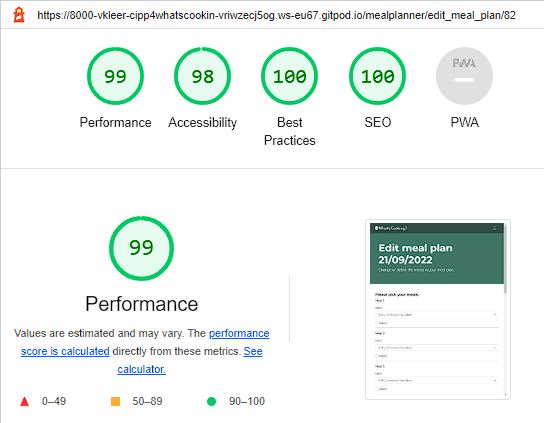 https://8000-vkleer-cipp4whatscookin-vriwzecj5og.ws-eu67.gitpod.io/mealplanner/edit_meal_plan/82
99
98
100
100
PWA
Performance
Accessibility
Best
Practices
SEO
PWA
99
Performance
Values are estimated and may vary. The performance
score is calculated directly from these metrics. See
calculator.
0–49
50–89
90–100
What's Cooking?
Edit meal plan
21/09/2022
Change or delete the meals in your meal plan.
Please pick your meals:
Meal 1
Meal
Meal 2
Meal
Meal 3
Meal